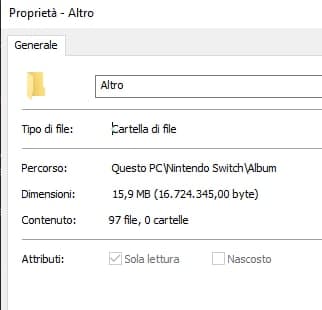 Proprietà - Altro
Generale
Altro
Tipo di file: Cartella di file
Percorso: Questo PC\Nintendo Switch\Album
Dimensioni: 15,9 MB (16.724.345,00 byte)
Contenuto: 97 file, 0 cartelle
Attributi: Sola lettura Nascosto